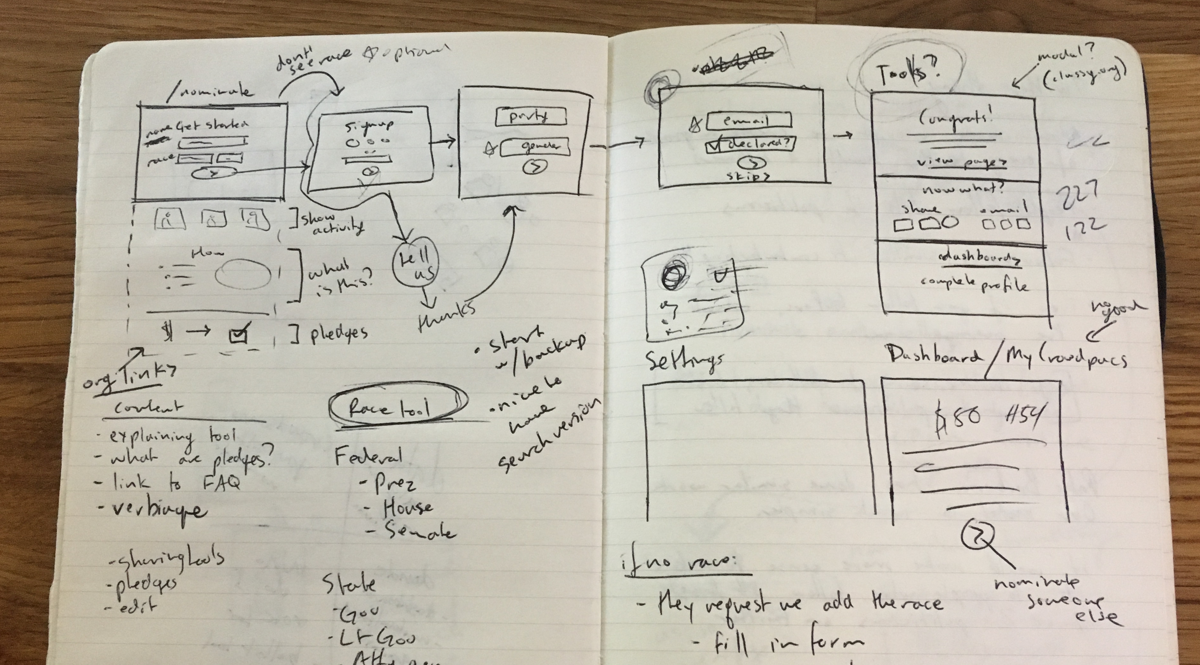 don't
see race
☆ optional
/nominate
name
Get started
race
signup
party
☆ gender
show
activity
How
what
is this?
$ →
pledges
tell
us
thanks
org link>
content
- explaining tool
- what are pledges?
- link to FAQ
- verbiage
- sharing tools
- pledges
- edit
Race tool
• start
w/backup
• nice to
have
search version
Federal
- Prez
- House
- Senate
State
- Gov
- Lt Gov
☆ email
✓ declared?
skip>
Tools?
modal?
(classy.org)
Congrats!
view page>
now what?
share
email
dashboard>
complete profile
227
122
no
good
Settings
Dashboard/My Crowdpacs
$80 #54
nominate
someone
else
if no race:
- they request we add the race
- fill in form